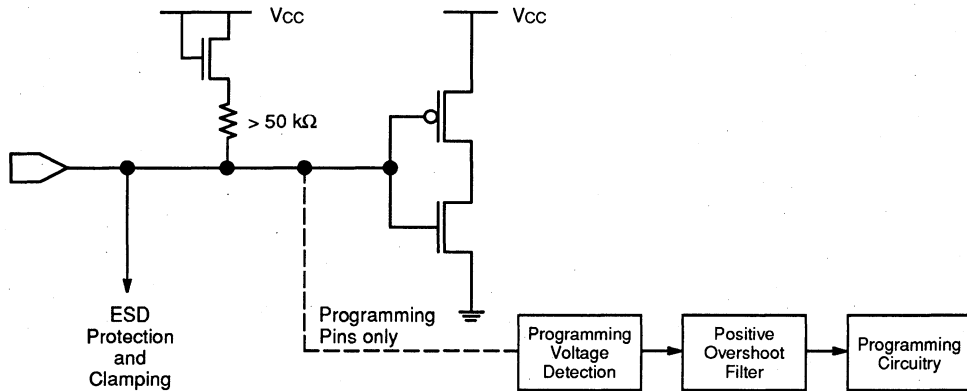 Vcc
Vcc
> 50 kΩ
ESD
Protection
and
Clamping
Programming
Pins only
Programming
Voltage
Detection
Positive
Overshoot
Filter
Programming
Circuitry